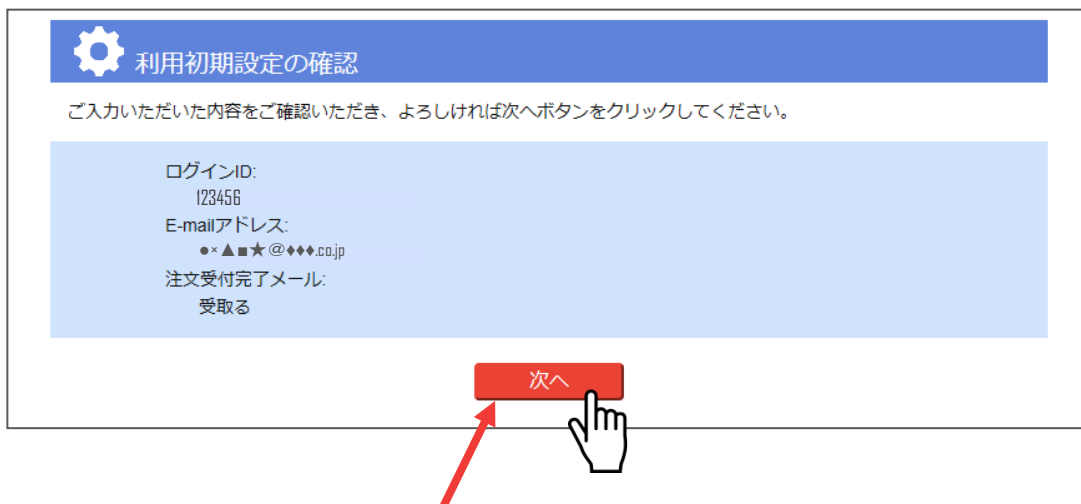 利用初期設定の確認
ご入力いただいた内容をご確認いただき、よろしければ次へボタンをクリックしてください。
ログインID:
123456
E-mailアドレス:
●×▲■★@♦♦♦.co.jp
注文受付完了メール:
受取る
次へ